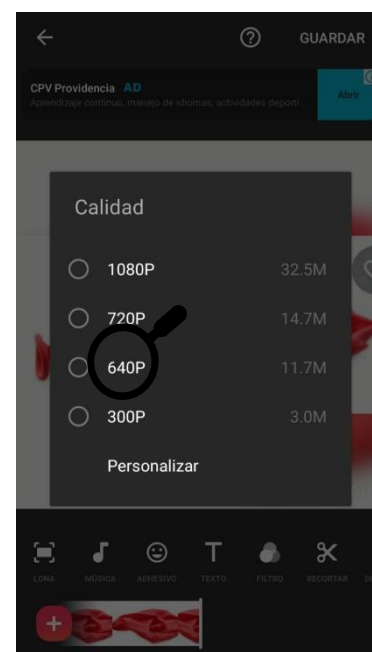 GUARDAR
CPV Providencia AD
Aprendizaje continuo, manejo de idiomas, actividades deporti...
Abrir
Calidad
1080P 32.5M
720P 14.7M
640P 11.7M
300P 3.0M
Personalizar
LONA MÚSICA ADHESIVO TEXTO FILTRO RECORTAR